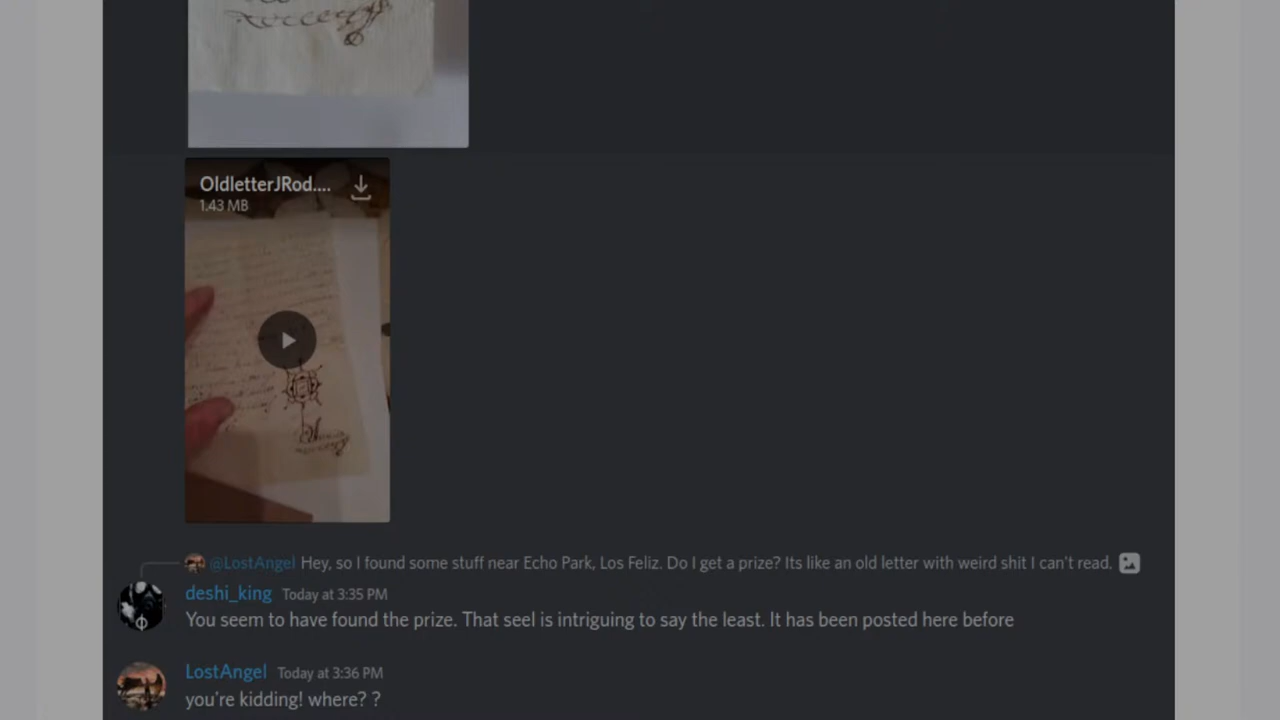 OldletterJRod....
1.43 MB
@LostAngel Hey, so I found some stuff near Echo Park, Los Feliz. Do I get a prize? Its like an old letter with weird shit I can't read.
deshi_king Today at 3:35 PM
You seem to have found the prize. That seel is intriguing to say the least. It has been posted here before
LostAngel Today at 3:36 PM
you're kidding! where? ?